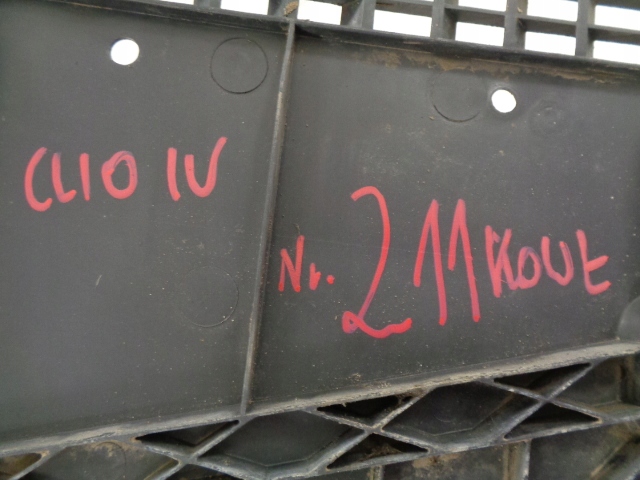 CLIO IV
Nr. 211 KOUt